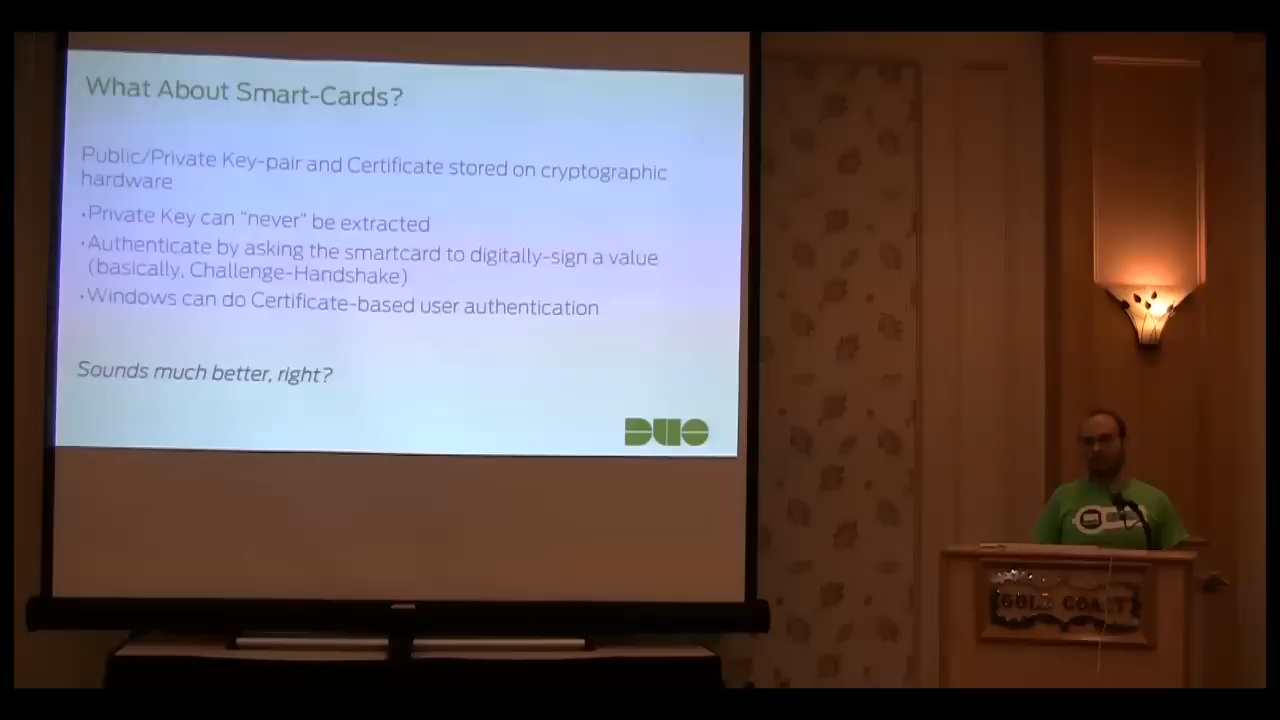 What About Smart-Cards?
Public/Private Key-pair and Certificate stored on cryptographic
hardware
·Private Key can "never" be extracted
·Authenticate by asking the smartcard to digitally-sign a value
(basically, Challenge-Handshake)
·Windows can do Certificate-based user authentication
Sounds much better, right?
DUO
GOLD COAST